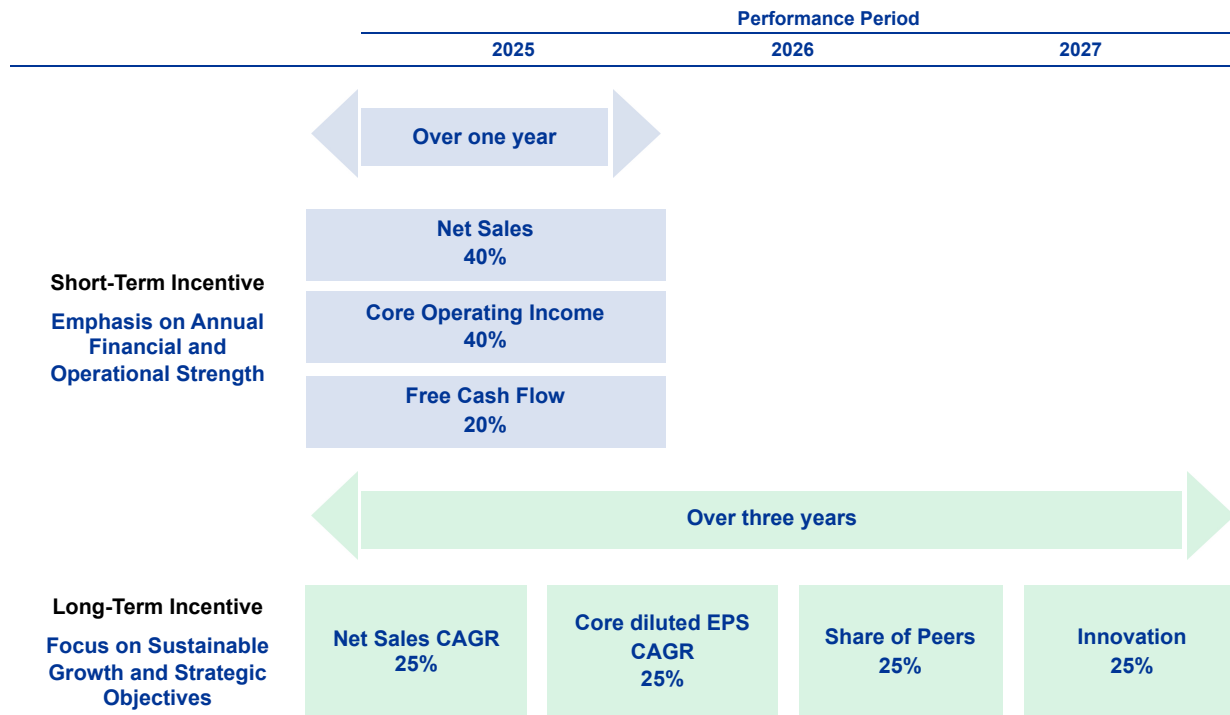 Performance Period
2025 2026 2027
Over one year
Short-Term Incentive
Emphasis on Annual
Financial and
Operational Strength
Net Sales
40%
Core Operating Income
40%
Free Cash Flow
20%
Over three years
Long-Term Incentive
Focus on Sustainable
Growth and Strategic
Objectives
Net Sales CAGR
25%
Core diluted EPS
CAGR
25%
Share of Peers
25%
Innovation
25%